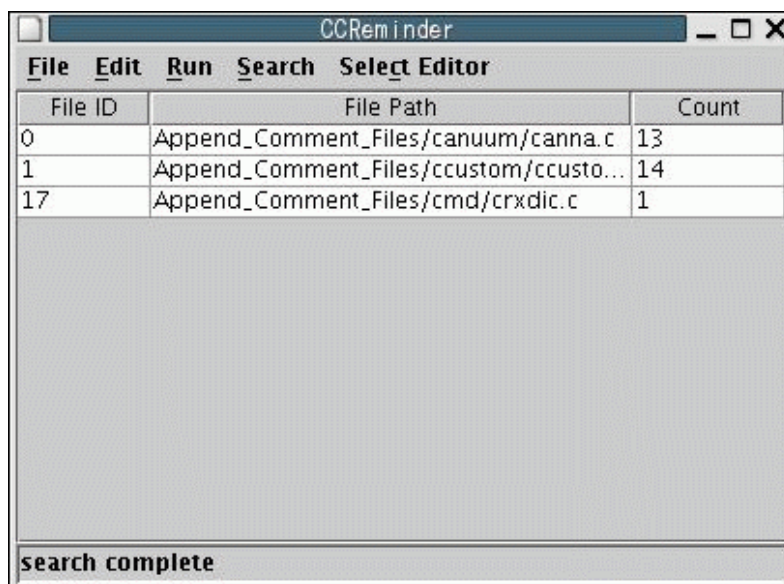 CCReminder
File Edit Run Search Select Editor
File ID File Path Count
0 Append_Comment_Files/canuum/canna.c 13
1 Append_Comment_Files/ccustom/ccusto... 14
17 Append_Comment_Files/cmd/crxdic.c 1
search complete